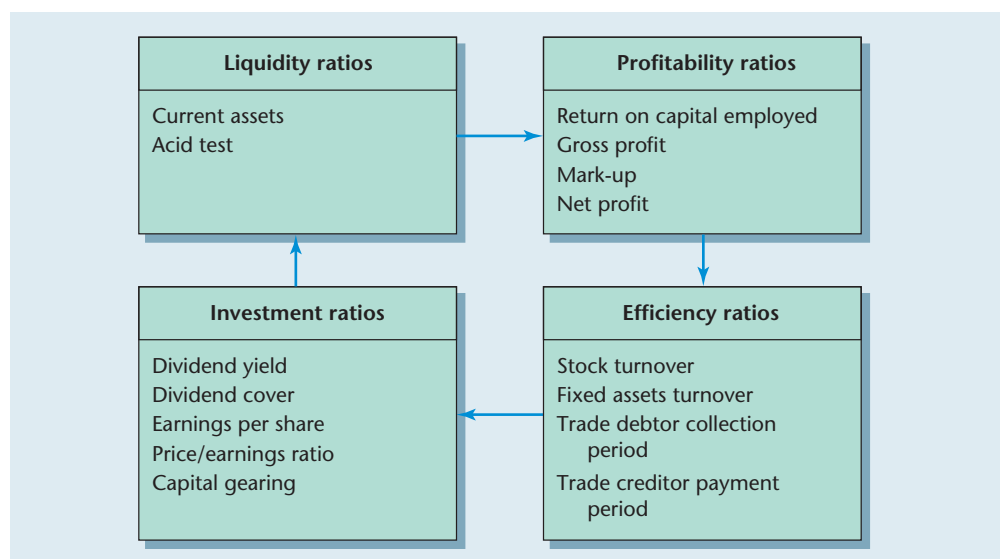 Liquidity ratios
Current assets
Acid test
Profitability ratios
Return on capital employed
Gross profit
Mark-up
Net profit
Investment ratios
Dividend yield
Dividend cover
Earnings per share
Price/earnings ratio
Capital gearing
Efficiency ratios
Stock turnover
Fixed assets turnover
Trade debtor collection
period
Trade creditor payment
period